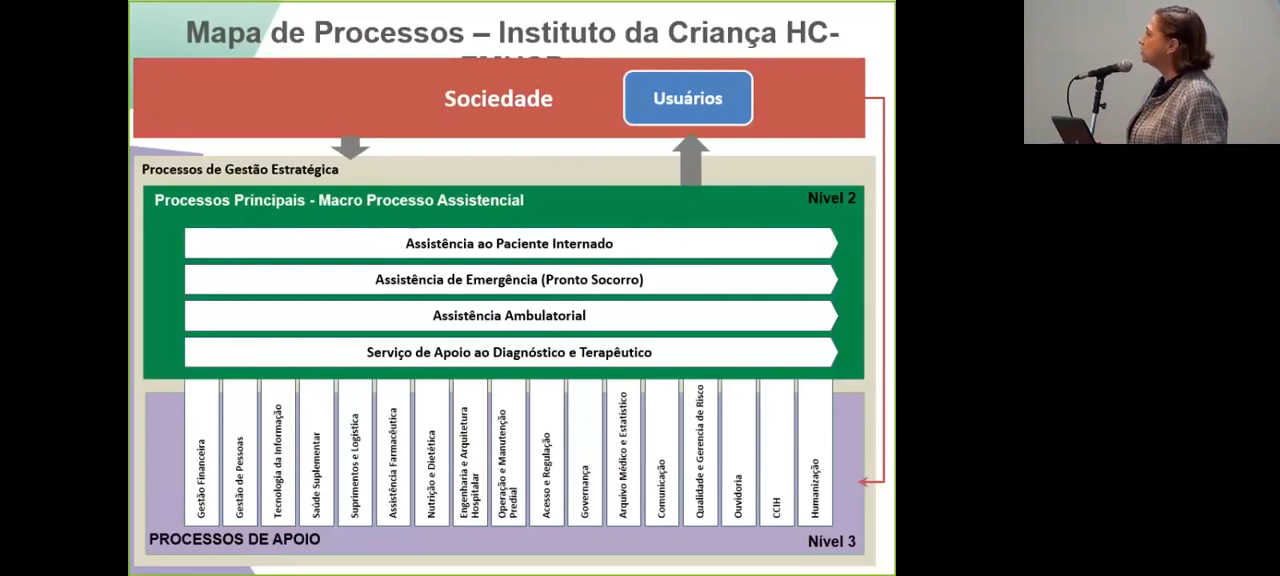 Mapa de Processos – Instituto da Criança HC-
Sociedade
Usuários
Processos de Gestão Estratégica
Processos Principais - Macro Processo Assistencial
Nível 2
Assistência ao Paciente Internado
Assistência de Emergência (Pronto Socorro)
Assistência Ambulatorial
Serviço de Apoio ao Diagnóstico e Terapêutico
Gestão Financeira
Gestão de Pessoas
Tecnologia da Informação
Saúde Suplementar
Suprimentos e Logística
Assistência Farmacêutica
Nutrição e Dietética
Engenharia e Arquitetura
Hospitalar
Operação e Manutenção
Predial
Acesso e Regulação
Governança
Arquivo Médico e Estatístico
Comunicação
Qualidade e Gerencia de Risco
Ouvidoria
CCIH
Humanização
PROCESSOS DE APOIO
Nível 3